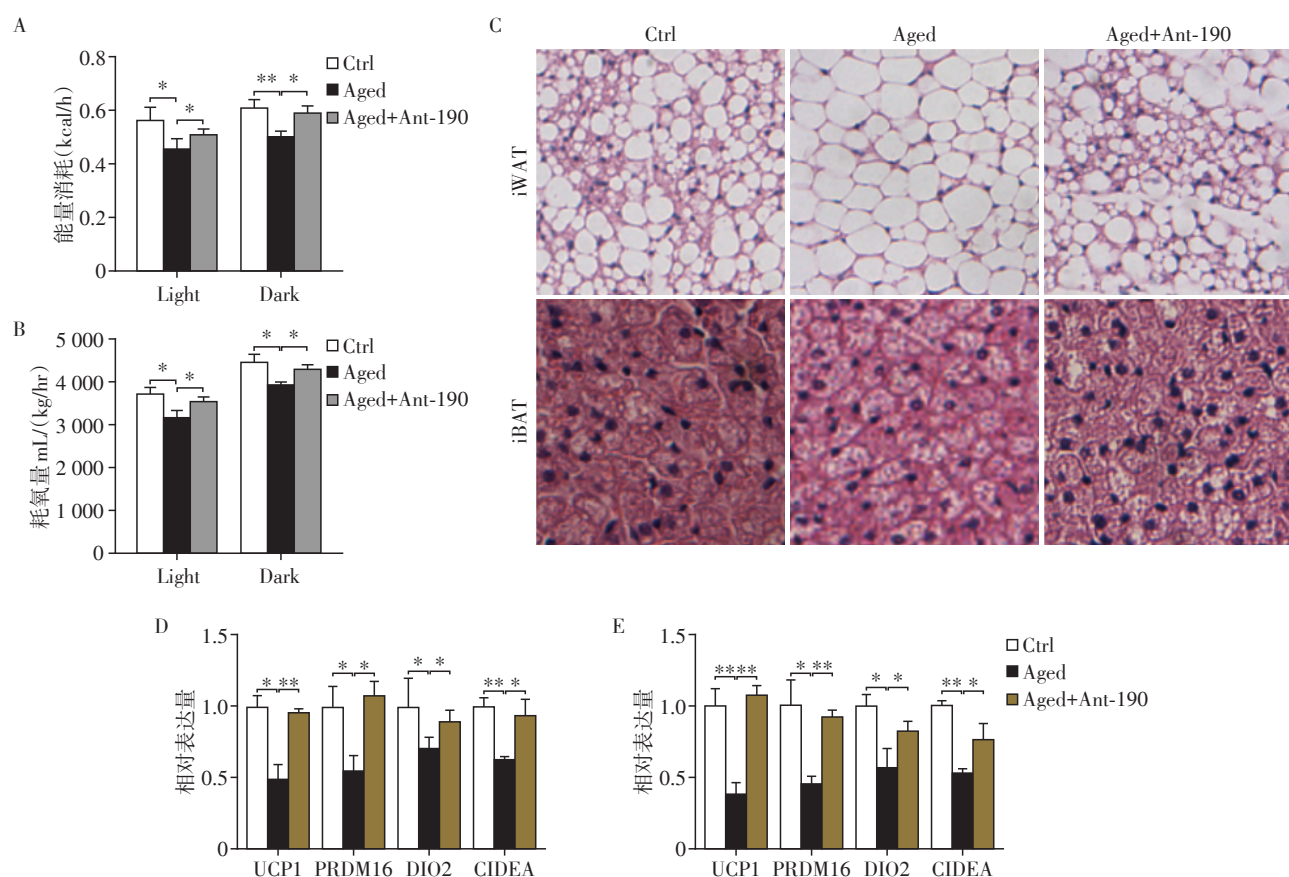 A
0.8
0.6
0.4
0.2
0
能量消耗(kcal/h)
* * ** *
Light Dark
Ctrl
Aged
Aged+Ant-190
B
5 000
4 000
3 000
2 000
1 000
0
耗氧量 mL/(kg/hr)
* * * *
Light Dark
Ctrl
Aged
Aged+Ant-190
C
Ctrl Aged Aged+Ant-190
iWAT
iBAT
D
1.5
1.0
0.5
0
相对表达量
* ** * * * * ** *
UCP1 PRDM16 DIO2 CIDEA
E
1.5
1.0
0.5
0
相对表达量
**** * ** * * ** *
UCP1 PRDM16 DIO2 CIDEA
Ctrl
Aged
Aged+Ant-190